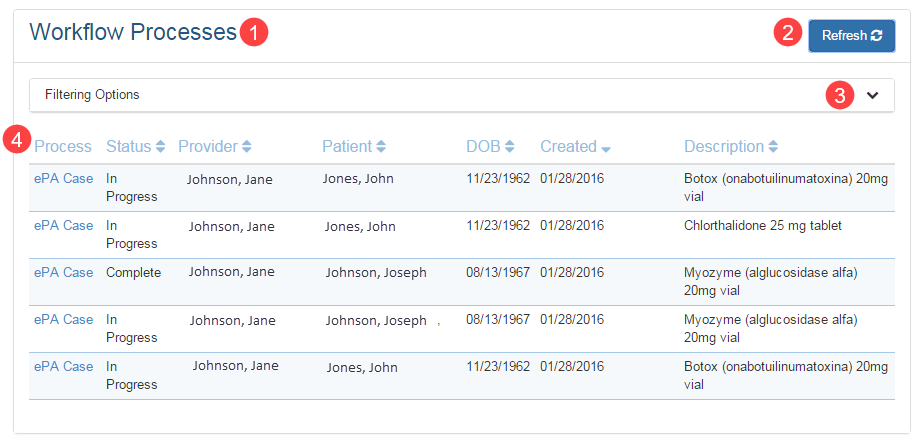 Workflow Processes 1
2 Refresh
Filtering Options 3
4 Process Status Provider Patient DOB Created Description
ePA Case In Johnson, Jane Jones, John 11/23/1962 01/28/2016 Botox (onabotuilinumatoxina) 20mg
Progress vial
ePA Case In Johnson, Jane Jones, John 11/23/1962 01/28/2016 Chlorthalidone 25 mg tablet
Progress
ePA Case Complete Johnson, Jane Johnson, Joseph 08/13/1967 01/28/2016 Myozyme (alglucosidase alfa)
20mg vial
ePA Case In Johnson, Jane Johnson, Joseph , 08/13/1967 01/28/2016 Myozyme (alglucosidase alfa)
Progress 20mg vial
ePA Case In Johnson, Jane Jones, John 11/23/1962 01/28/2016 Botox (onabotuilinumatoxina) 20mg
Progress vial